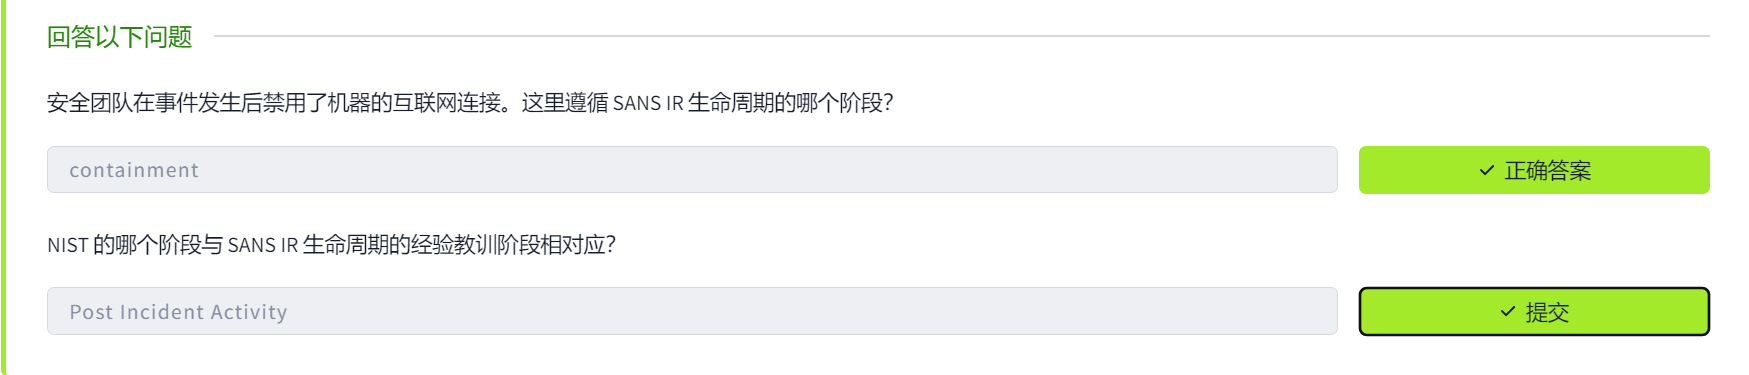 回答以下问题
安全团队在事件发生后禁用了机器的互联网连接。这里遵循 SANS IR 生命周期的哪个阶段？
containment
正确答案
NIST 的哪个阶段与 SANS IR 生命周期的经验教训阶段相对应？
Post Incident Activity
提交